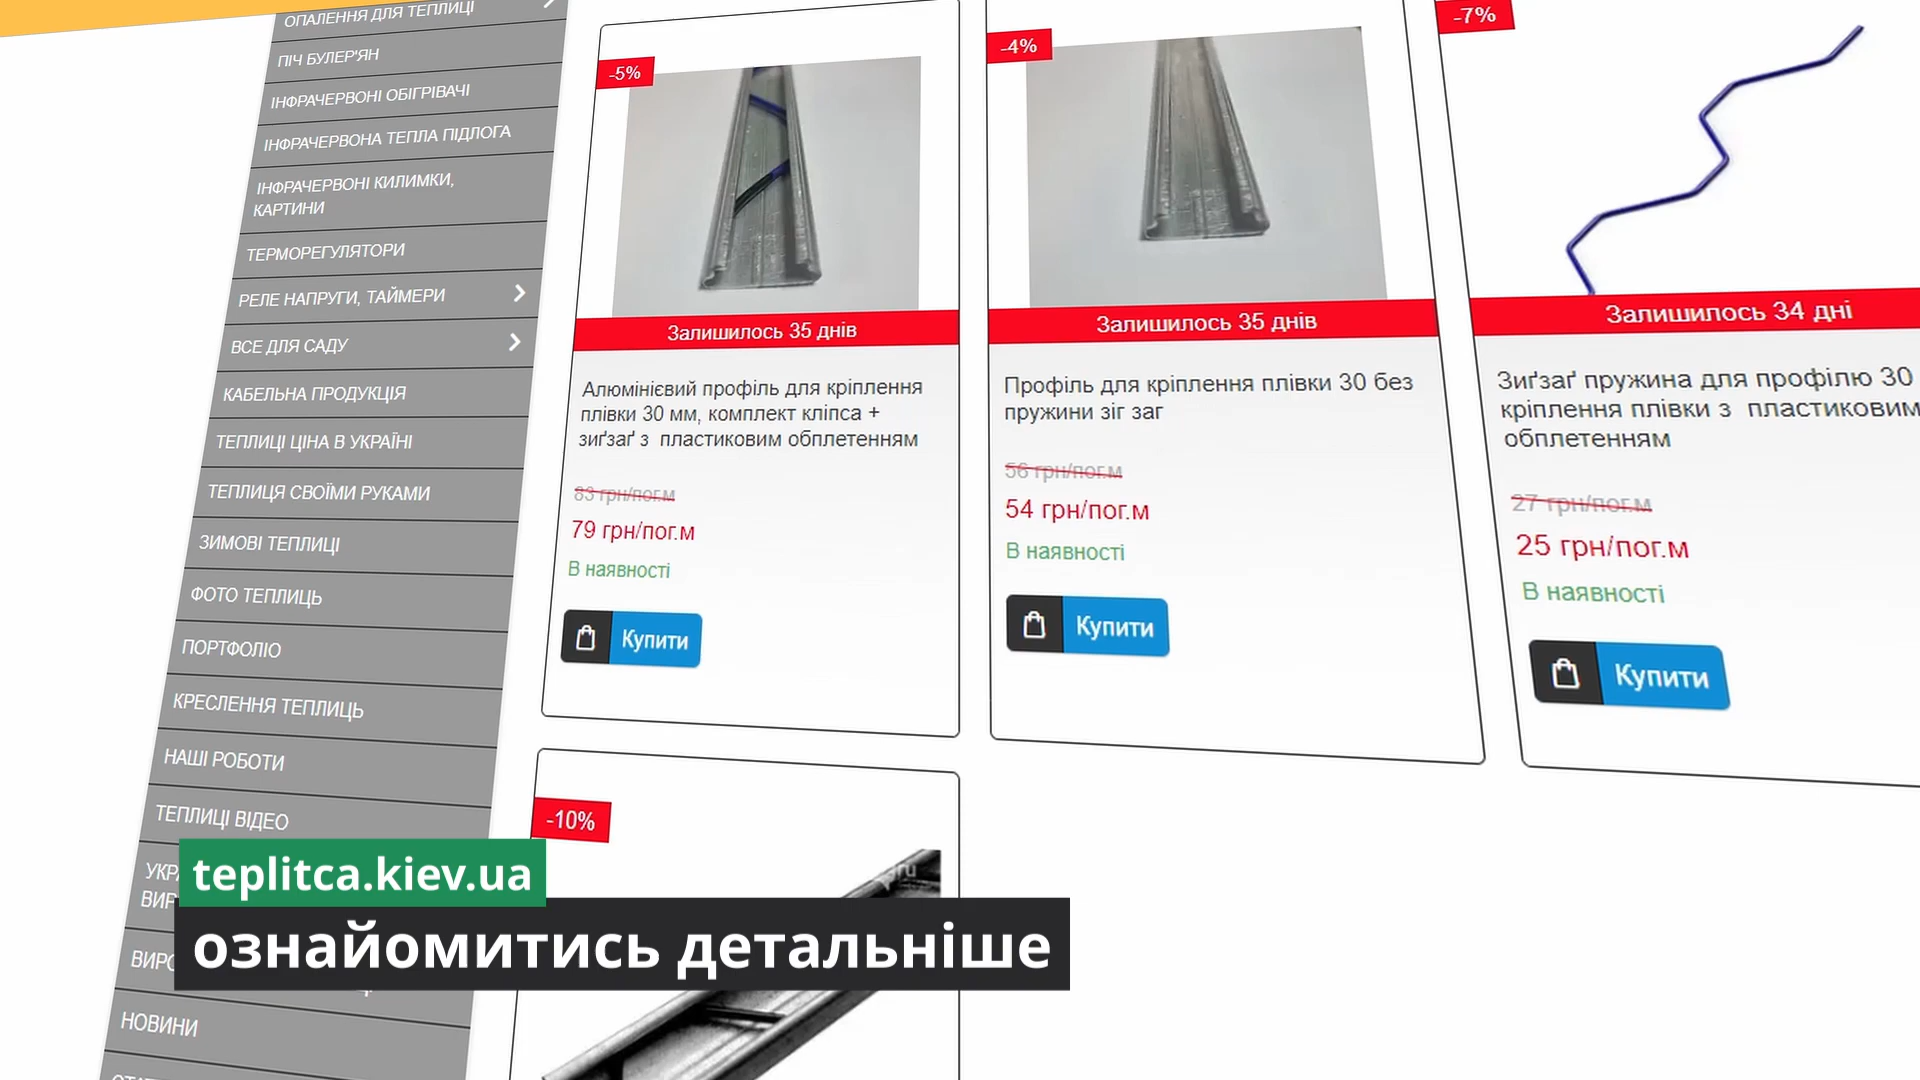 ОПАЛЕННЯ ДЛЯ ТЕПЛИЦІ
ПІЧ БУЛЕР'ЯН
ІНФРАЧЕРВОНІ ОБІГРІВАЧІ
ІНФРАЧЕРВОНА ТЕПЛА ПІДЛОГА
ІНФРАЧЕРВОНІ КИЛИМКИ,
КАРТИНИ
ТЕРМОРЕГУЛЯТОРИ
РЕЛЕ НАПРУГИ, ТАЙМЕРИ
ВСЕ ДЛЯ САДУ
КАБЕЛЬНА ПРОДУКЦІЯ
ТЕПЛИЦІ ЦІНА В УКРАЇНІ
ТЕПЛИЦЯ СВОЇМИ РУКАМИ
ЗИМОВІ ТЕПЛИЦІ
ФОТО ТЕПЛИЦЬ
ПОРТФОЛІО
КРЕСЛЕННЯ ТЕПЛИЦЬ
НАШІ РОБОТИ
ТЕПЛИЦІ ВІДЕО
НОВИНИ
-5%
Залишилось 35 днів
Алюмінієвий профіль для кріплення
плівки 30 мм, комплект кліпса +
зиґзаґ з пластиковим обплетенням
83 грн/пог.м
79 грн/пог.м
В наявності
Купити
-4%
Залишилось 35 днів
Профіль для кріплення плівки 30 без
пружини зіг заг
56 грн/пог.м
54 грн/пог.м
В наявності
Купити
-7%
Залишилось 34 дні
Зиґзаґ пружина для профілю 30
кріплення плівки з пластиковим
обплетенням
27 грн/пог.м
25 грн/пог.м
В наявності
Купити
-10%
teplitca.kiev.ua
ознайомитись детальніше